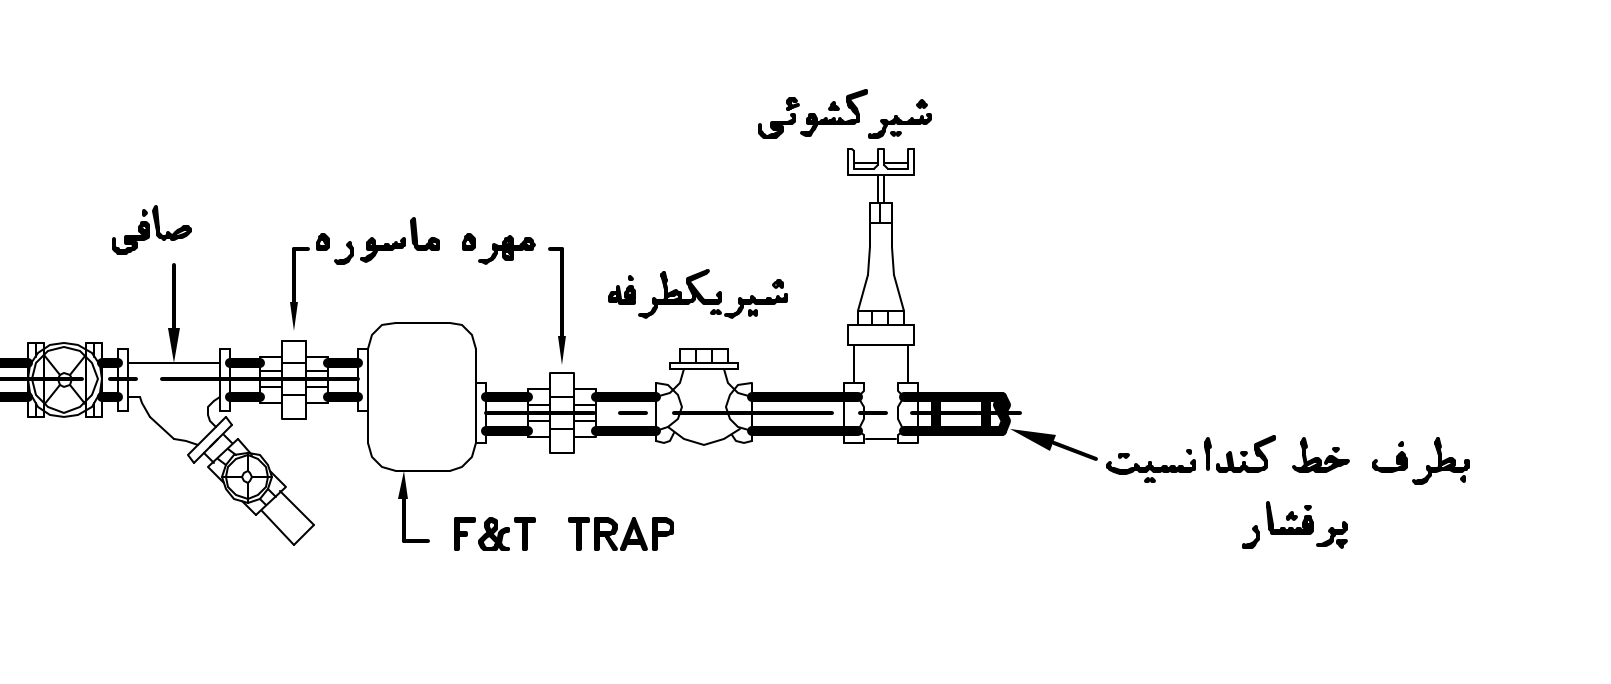 شیرکشوئی
صافی
مهره ماسوره
شیریکطرفه
بطرف خط کندانسیت
پرفشار
F&T TRAP